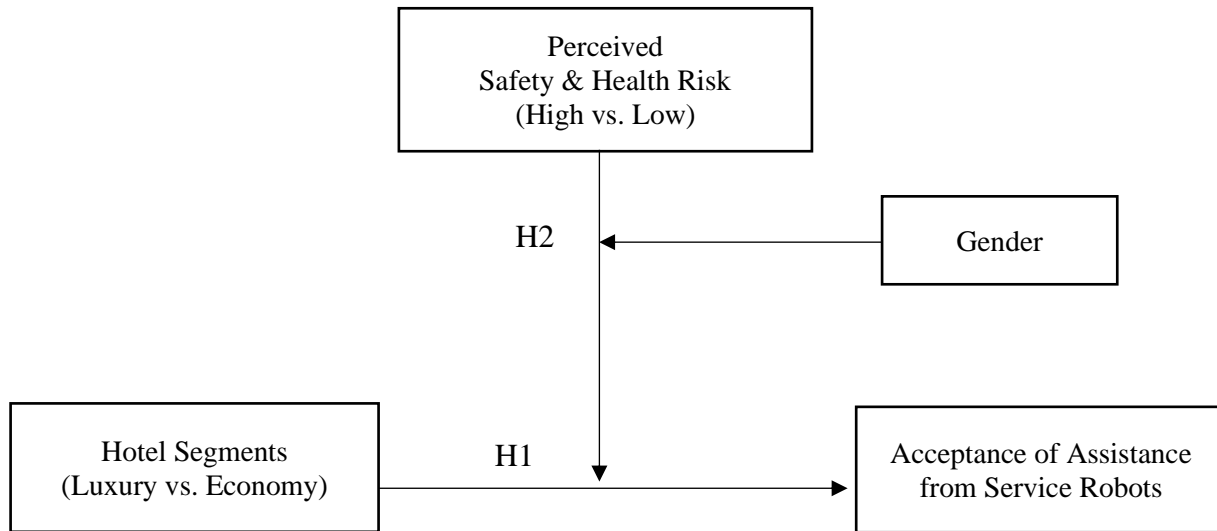 Perceived
Safety & Health Risk
(High vs. Low)
H2
Gender
Hotel Segments
(Luxury vs. Economy)
H1
Acceptance of Assistance
from Service Robots